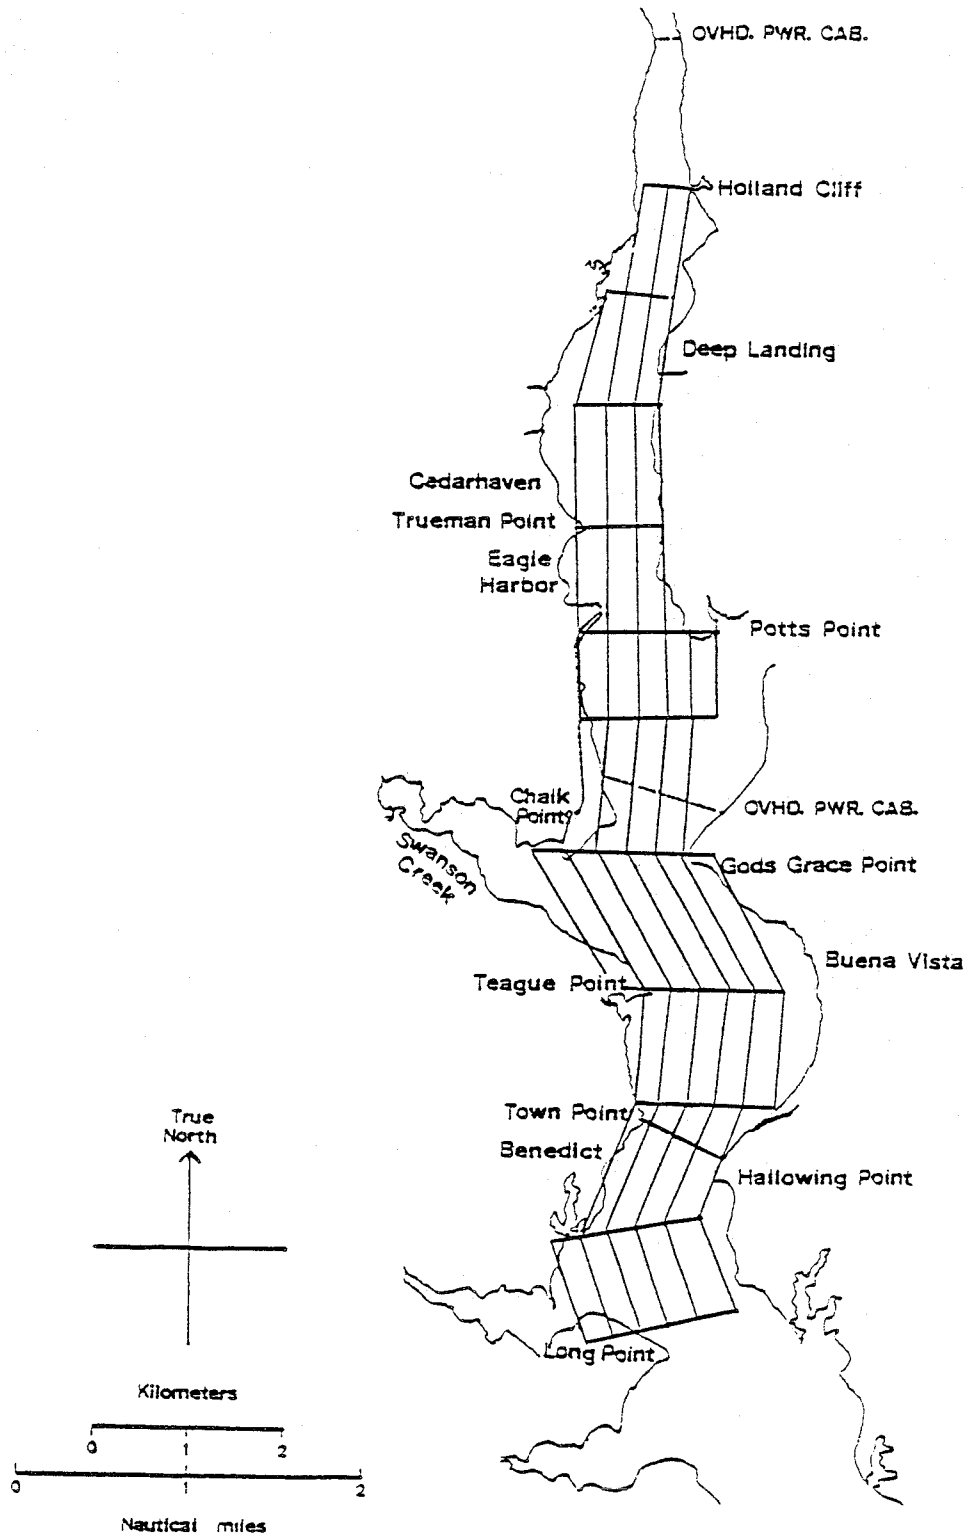 OVHD. PWR. CAB.
Holland Cliff
Deep Landing
Cedarhaven
Trueman Point
Eagle
Harbor
Potts Point
Chalk
Point
OVHD. PWR. CAB.
Swanson
Creek
Gods Grace Point
Buena Vista
Teague Point
Town Point
Benedict
Hallowing Point
True
North
Long Point
Kilometers
0 1 2
0 1 2
Nautical miles